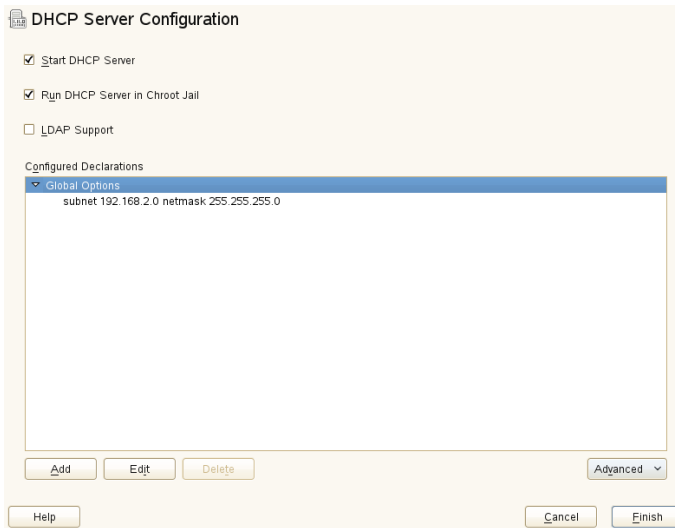 DHCP Server Configuration
Start DHCP Server
Run DHCP Server in Chroot Jail
LDAP Support
Configured Declarations
Global Options
subnet 192.168.2.0 netmask 255.255.255.0
Add Edit Delete Advanced
Help Cancel Finish